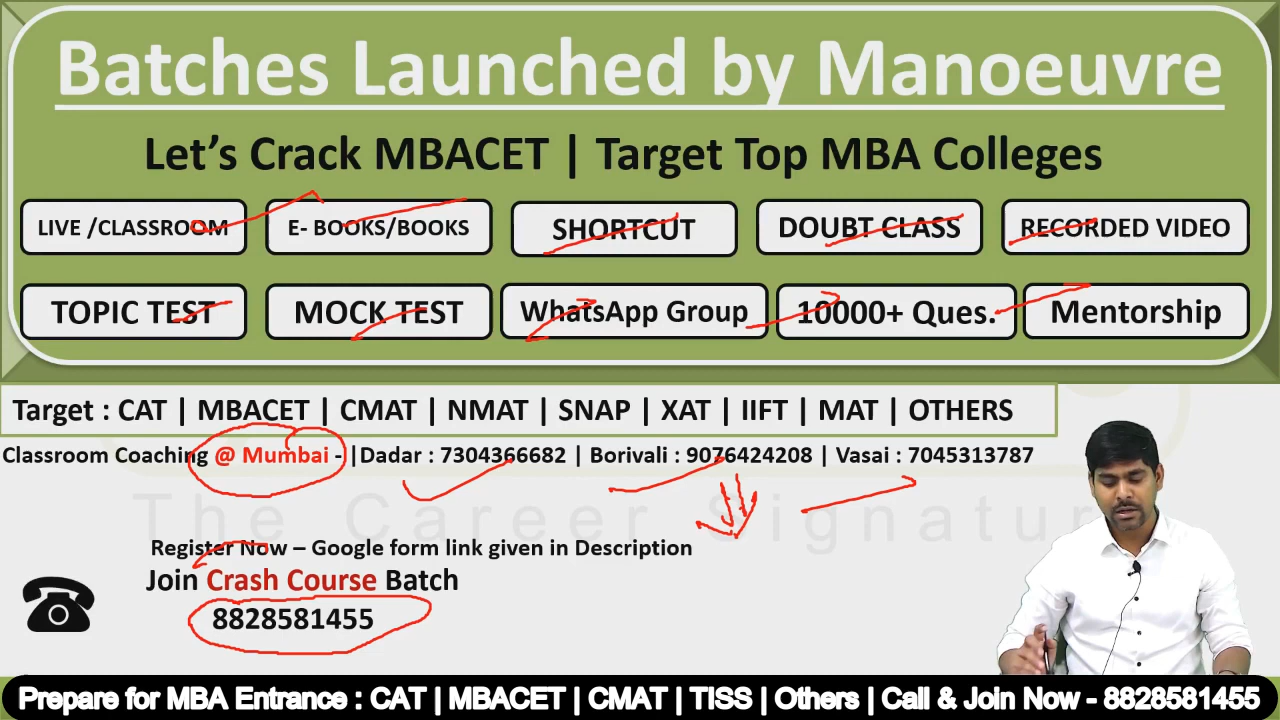 Batches Launched by Manoeuvre
Let's Crack MBACET | Target Top MBA Colleges
LIVE /CLASSROOM E- BOOKS/BOOKS SHORTCUT DOUBT CLASS RECORDED VIDEO
TOPIC TEST MOCK TEST WhatsApp Group 10000+ Ques. Mentorship
Target : CAT | MBACET | CMAT | NMAT | SNAP | XAT | IIFT | MAT | OTHERS
Classroom Coaching @ Mumbai - |Dadar : 7304366682 | Borivali : 9076424208 | Vasai : 7045313787
The Career Signature
Register Now – Google form link given in Description
Join Crash Course Batch
8828581455
Prepare for MBA Entrance : CAT | MBACET | CMAT | TISS | Others | Call & Join Now - 8828581455